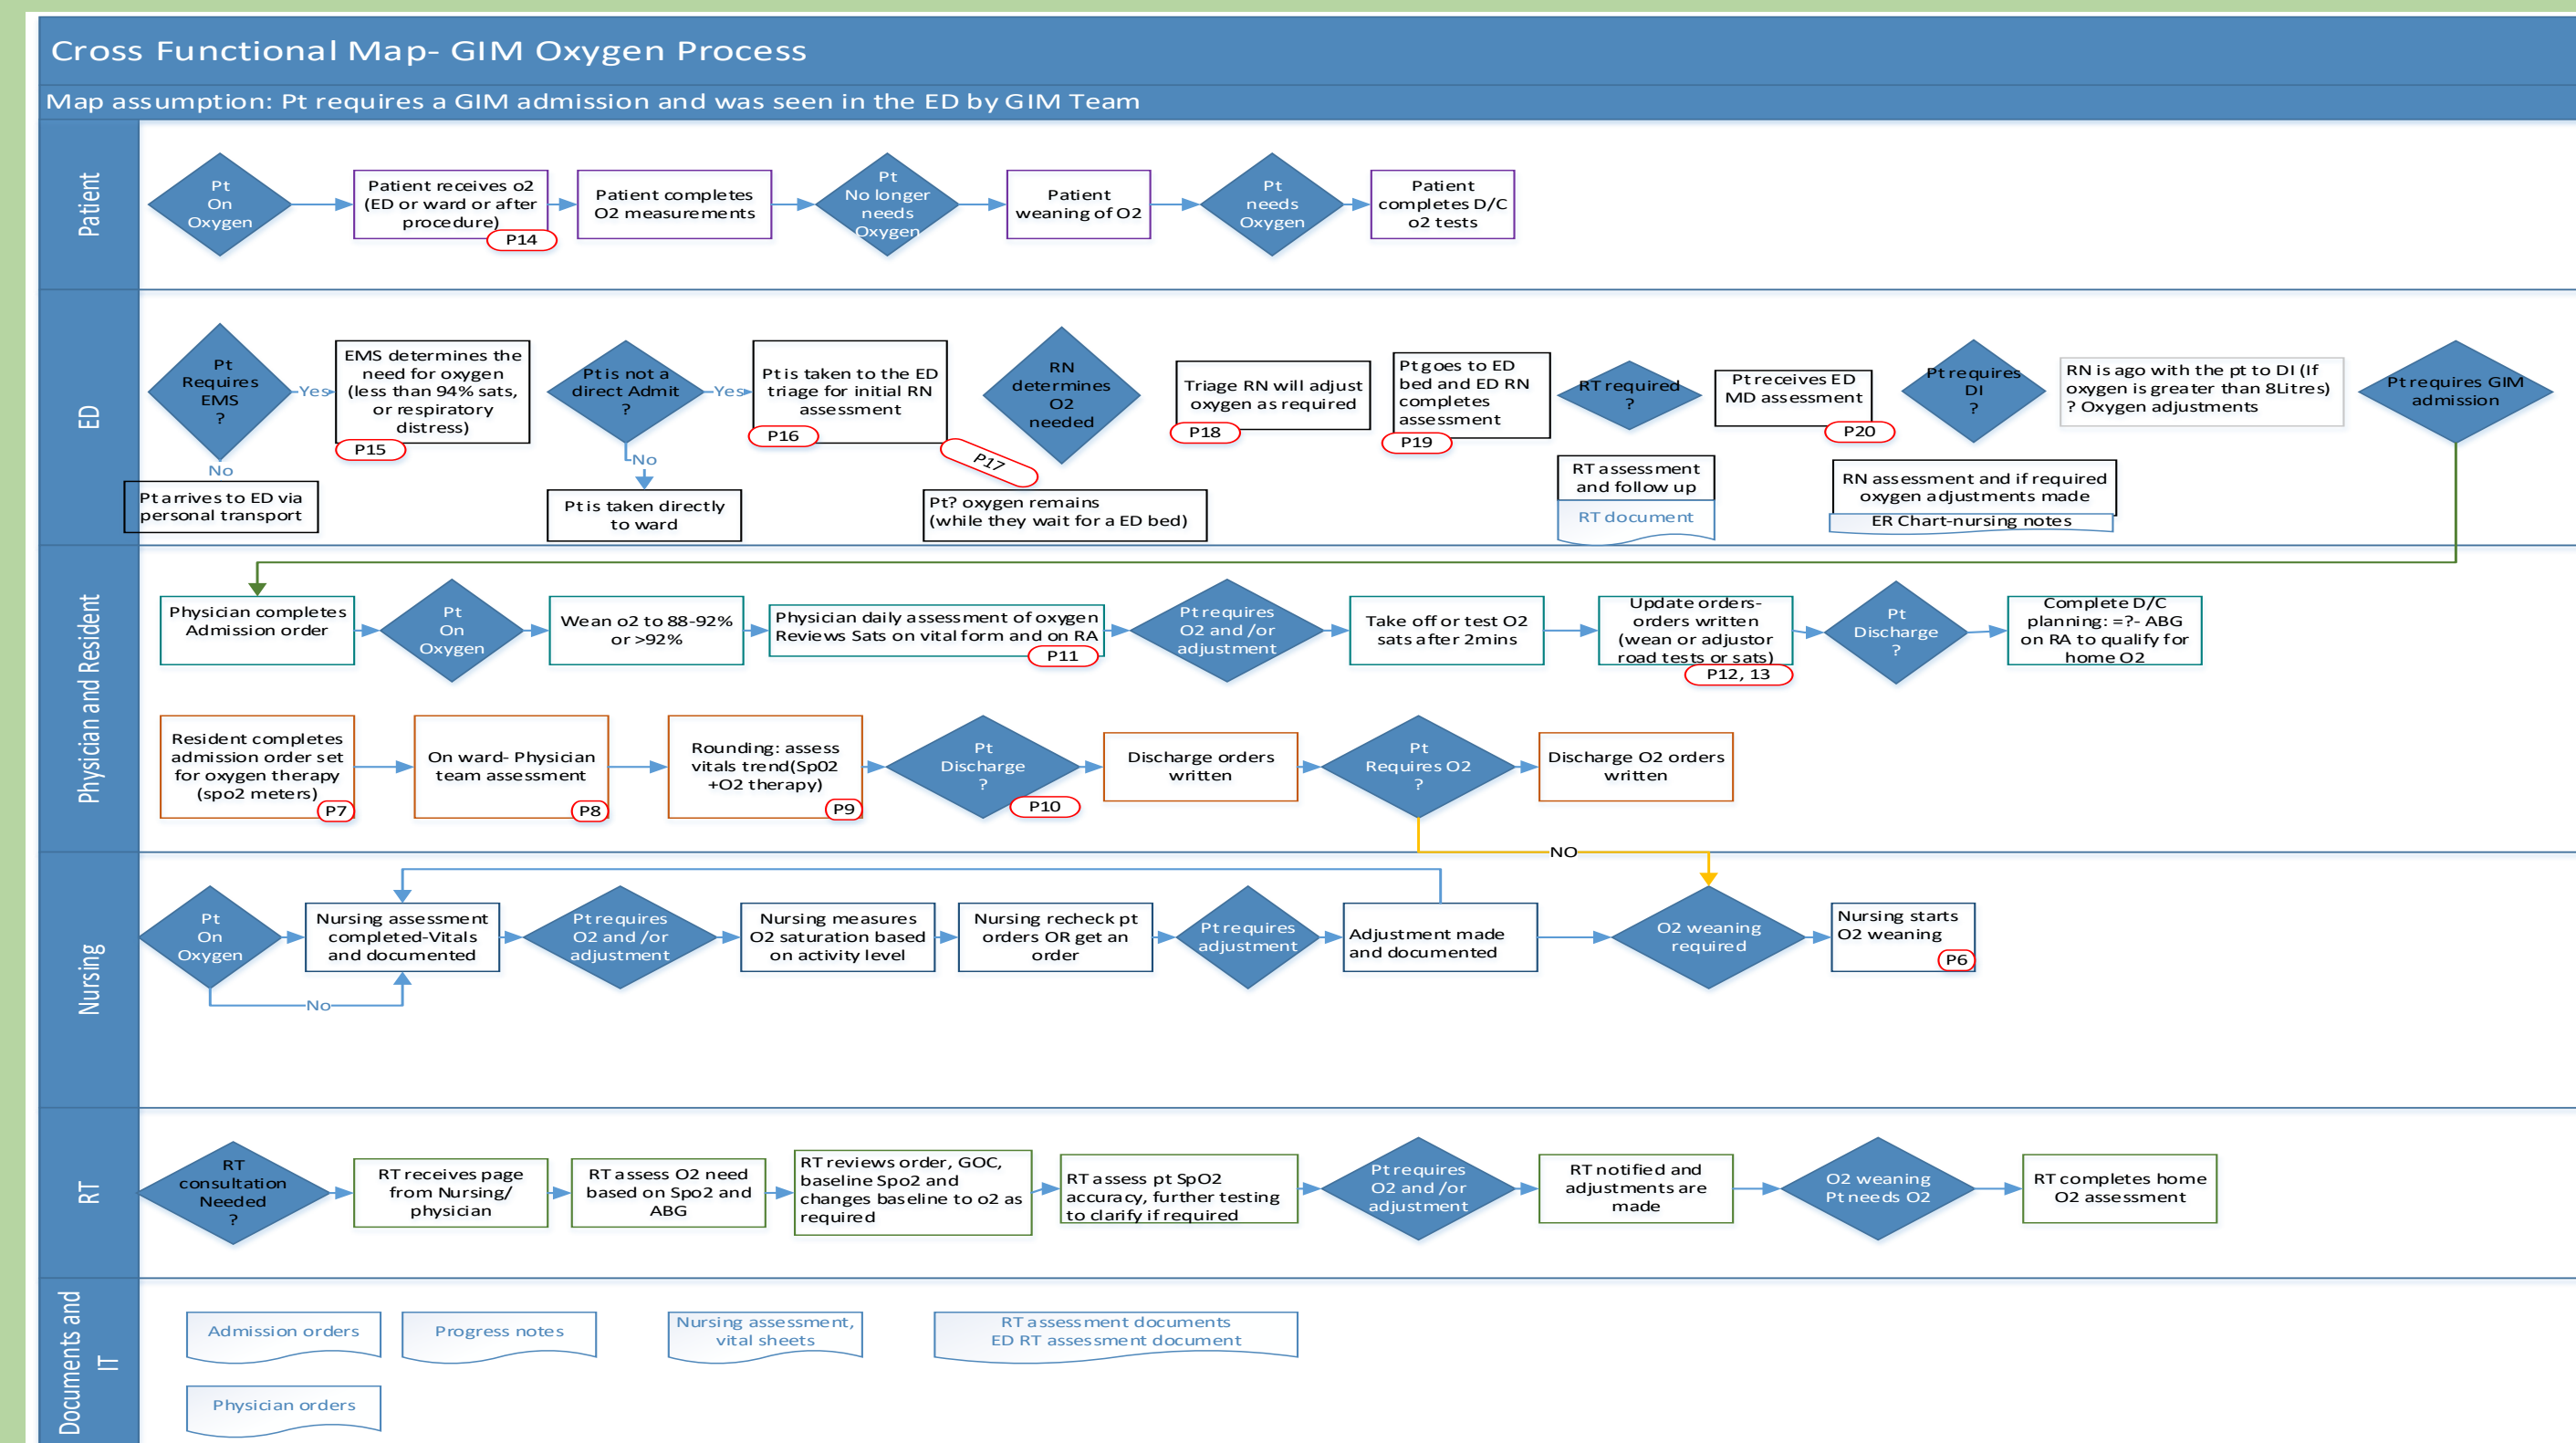 Cross Functional Map- GIM Oxygen Process
Map assumption: Pt requires a GIM admission and was seen in the ED by GIM Team
Patient
Pt
On
Oxygen
Patient receives o2
(ED or ward or after
procedure)
P14
Patient completes
O2 measurements
Pt
No longer
needs
Oxygen
Patient
weaning of O2
Pt
needs
Oxygen
Patient
completes D/C
o2 tests
ED
Pt
Requires
EMS
?
Yes
No
Pt arrives to ED via
personal transport
EMS determines the
need for oxygen
(less than 94% sats,
or respiratory
distress)
P15
Pt is not a
direct Admit
?
Yes
No
Pt is taken directly
to ward
Pt is taken to the ED
triage for initial RN
assessment
P16
P17
RN
determines
O2
needed
Pt? oxygen remains
(while they wait for a ED bed)
Triage RN will adjust
oxygen as required
P18
Pt goes to ED
bed and ED RN
completes
assessment
P19
RT required
?
RT assessment
and follow up
RT document
Pt receives ED
MD assessment
P20
Pt requires
DI
?
RN assessment and if required
oxygen adjustments made
ER Chart-nursing notes
RN is ago with the pt to DI (If
oxygen is greater than 8Litres)
? Oxygen adjustments
Pt requires GIM
admission
Physician and Resident
Physician completes
Admission order
Pt
On
Oxygen
Wean o2 to 88-92%
or >92%
Physician daily assessment of oxygen
Reviews Sats on vital form and on RA
P11
Pt requires
O2 and /or
adjustment
Take off or test O2
sats after 2mins
Update orders-
orders written
(wean or adjustor
road tests or sats)
P12, 13
Pt
Discharge
?
Complete D/C
planning: =?- ABG
on RA to qualify for
home O2
Resident completes
admission order set
for oxygen therapy
(spo2 meters)
P7
On ward- Physician
team assessment
P8
Rounding: assess
vitals trend(Sp02
+O2 therapy)
P9
Pt
Discharge
?
P10
Discharge orders
written
Pt
Requires O2
?
Discharge O2 orders
written
NO
Nursing
Pt
On
Oxygen
No
Nursing assessment
completed-Vitals
and documented
Pt requires
O2 and /or
adjustment
Nursing measures
O2 saturation based
on activity level
Nursing recheck pt
orders OR get an
order
Pt requires
adjustment
Adjustment made
and documented
O2 weaning
required
Nursing starts
O2 weaning
P6
RT
RT
consultation
Needed
?
RT receives page
from Nursing/
physician
RT assess O2 need
based on Spo2 and
ABG
RT reviews order, GOC,
baseline Spo2 and
changes baseline to o2 as
required
RT assess pt SpO2
accuracy, further testing
to clarify if required
Pt requires
O2 and /or
adjustment
RT notified and
adjustments are
made
O2 weaning
Pt needs O2
RT completes home
O2 assessment
Documents and
IT
Admission orders
Progress notes
Nursing assessment,
vital sheets
RT assessment documents
ED RT assessment document
Physician orders